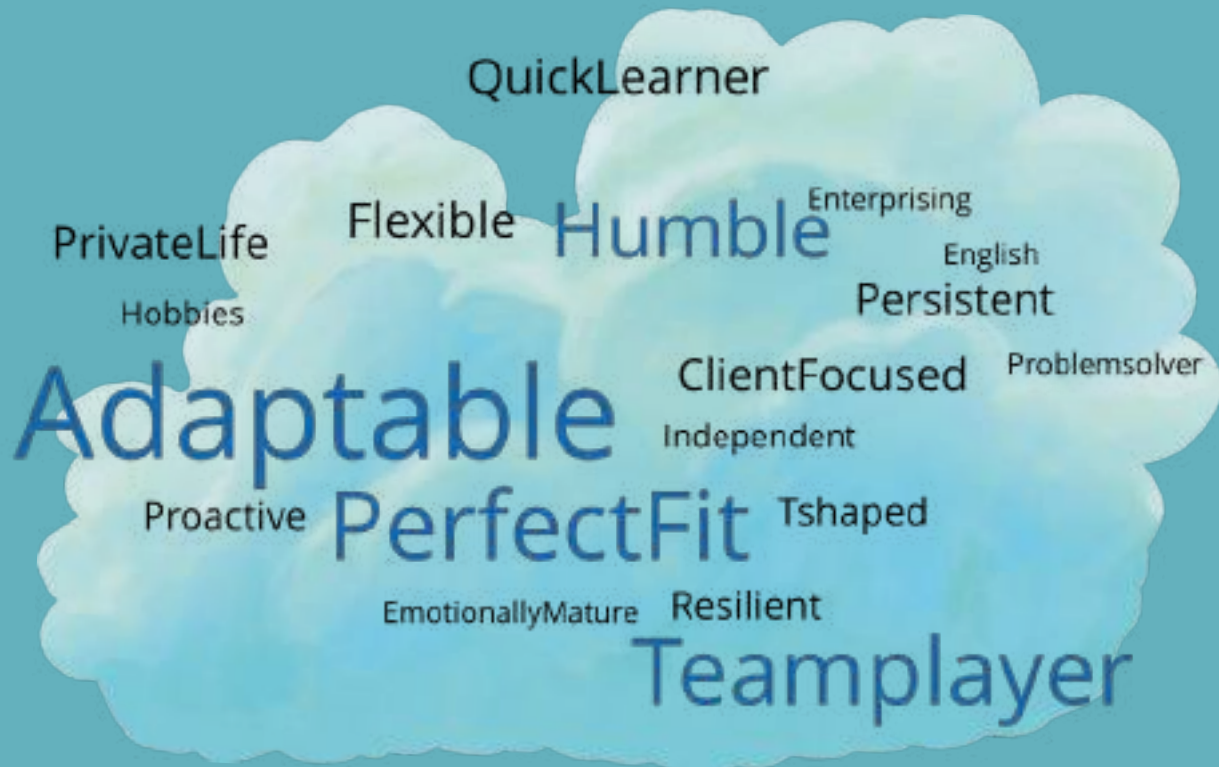 QuickLearner
Enterprising
Flexible
Humble
PrivateLife
English
Persistent
Hobbies
Problemsolver
ClientFocused
Adaptable
Independent
Proactive
PerfectFit
Tshaped
EmotionallyMature
Resilient
Teamplayer